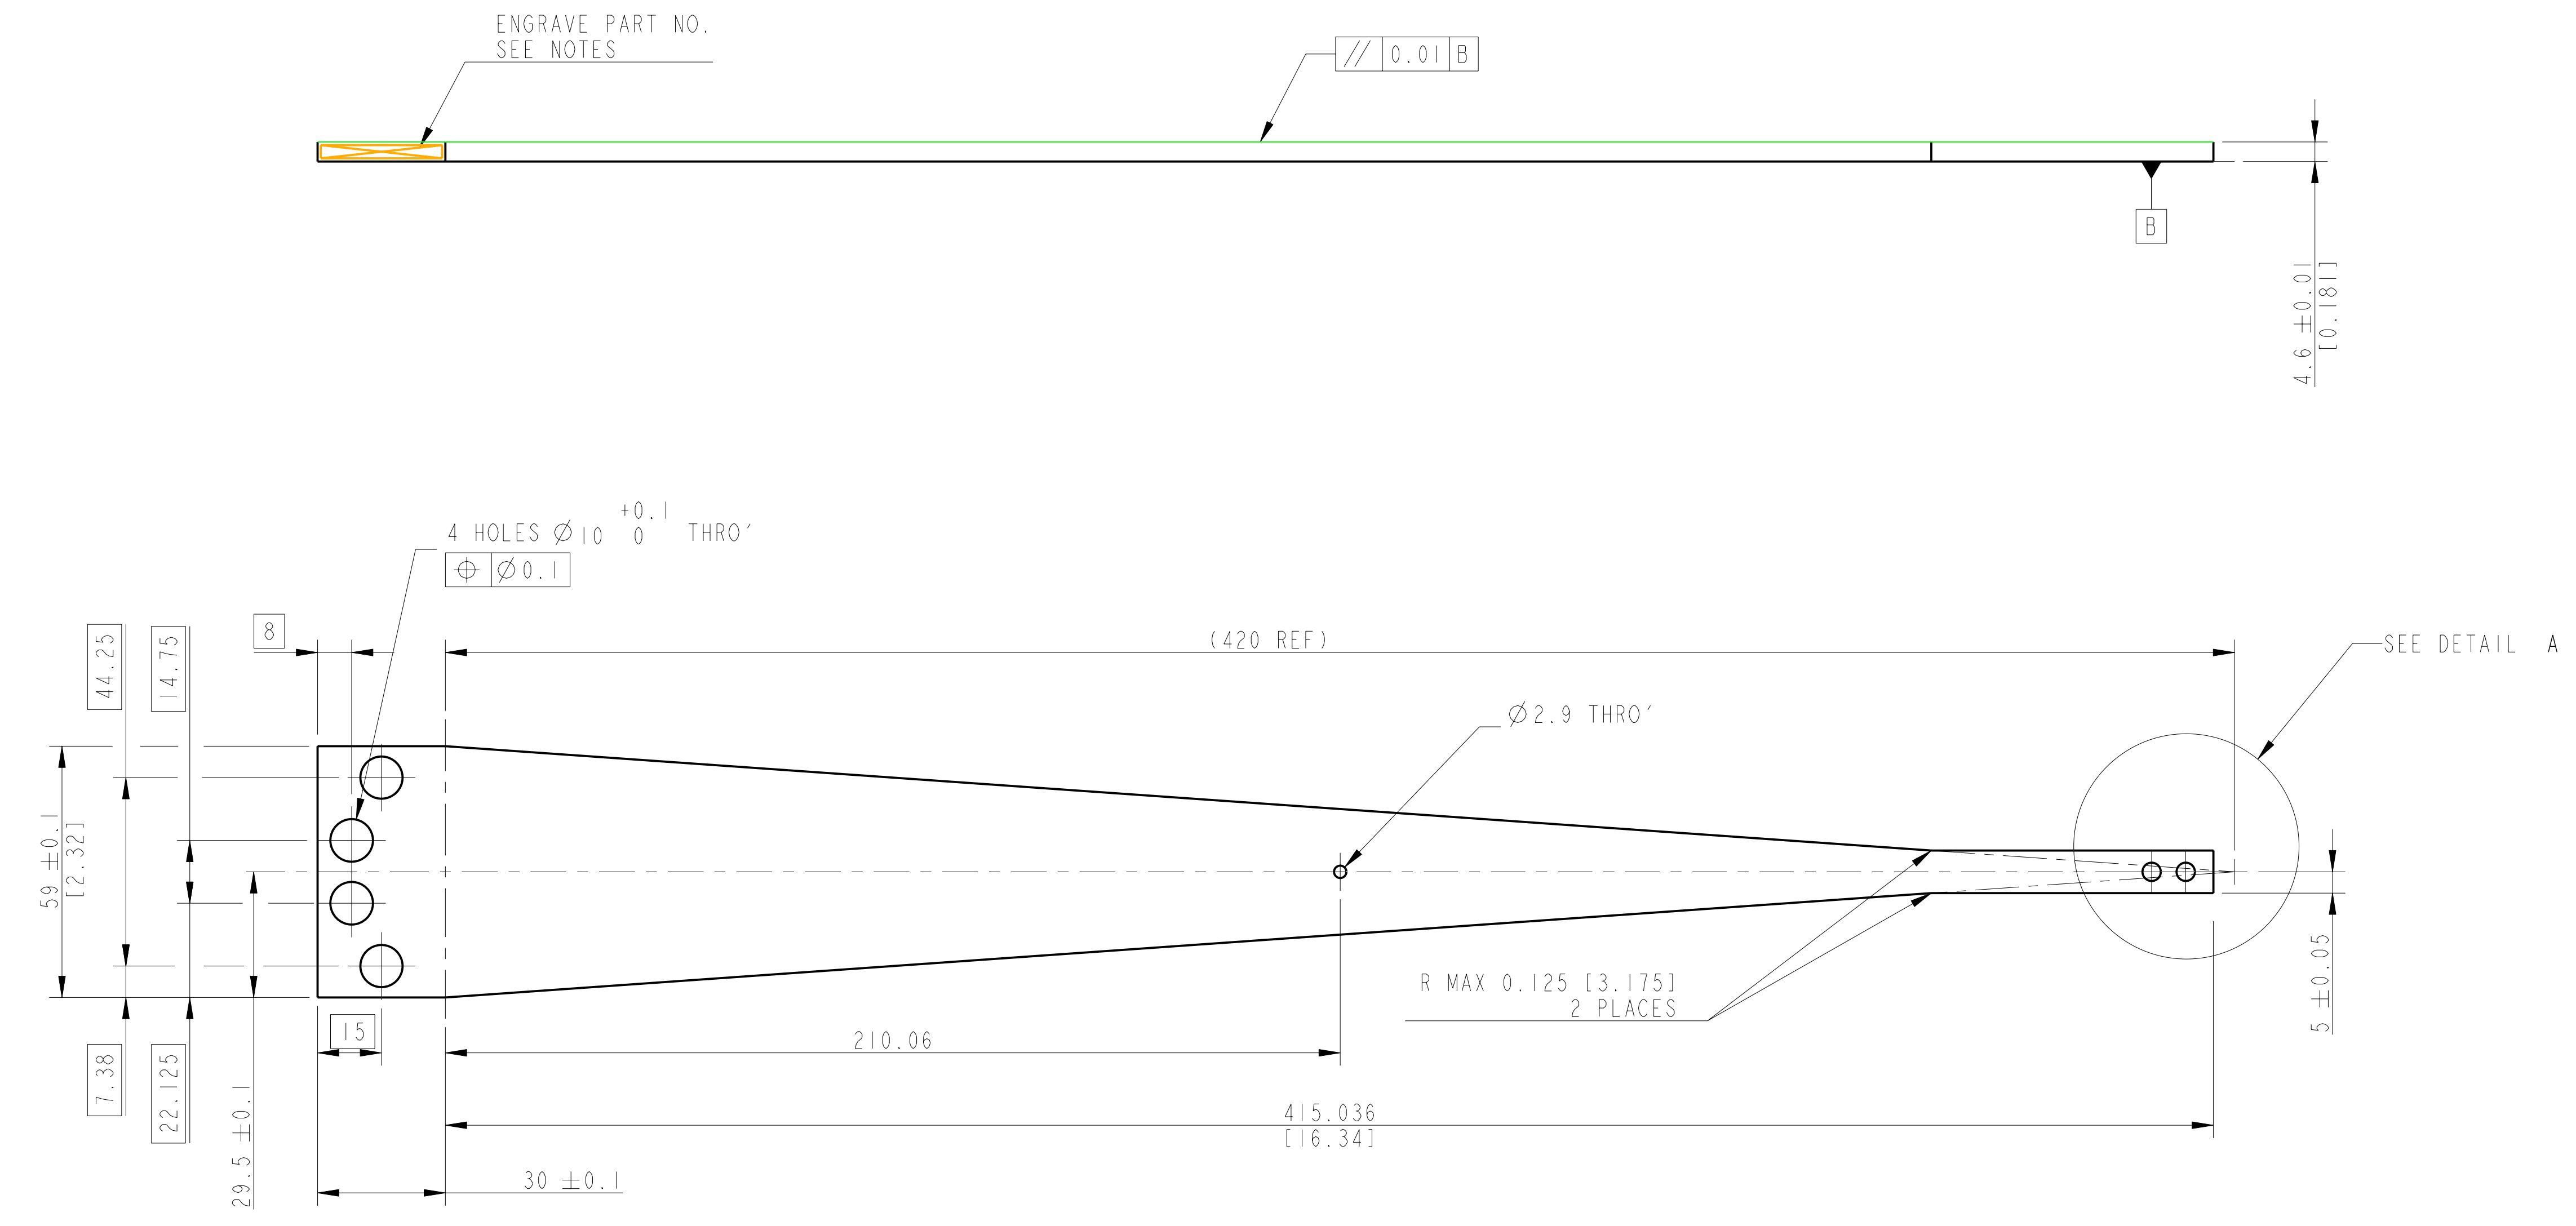 ENGRAVE PART NO.
SEE NOTES
// 0.01 B
B
4.6 ±0.01
[0.181]
4 HOLES Ø10 +0.1 0 THRO'
⌖ Ø0.1
8
(420 REF)
SEE DETAIL A
44.25
14.75
Ø2.9 THRO'
59 ±0.1
[2.32]
R MAX 0.125 [3.175]
2 PLACES
5 ±0.05
15
210.06
7.38
22.125
29.5 ±0.1
415.036
[16.34]
30 ±0.1